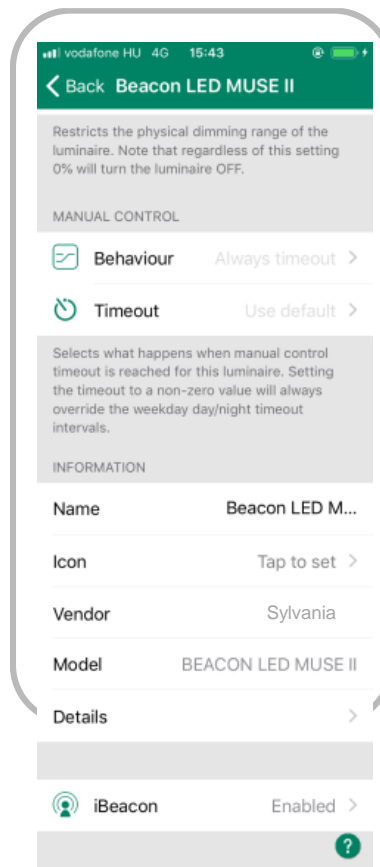 vodafone HU 4G 15:43
Back Beacon LED MUSE II
Restricts the physical dimming range of the
luminaire. Note that regardless of this setting
0% will turn the luminaire OFF.
MANUAL CONTROL
Behaviour Always timeout
Timeout Use default
Selects what happens when manual control
timeout is reached for this luminaire. Setting
the timeout to a non-zero value will always
override the weekday day/night timeout
intervals.
INFORMATION
Name Beacon LED M...
Icon Tap to set
Vendor Sylvania
Model BEACON LED MUSE II
Details
iBeacon Enabled
?